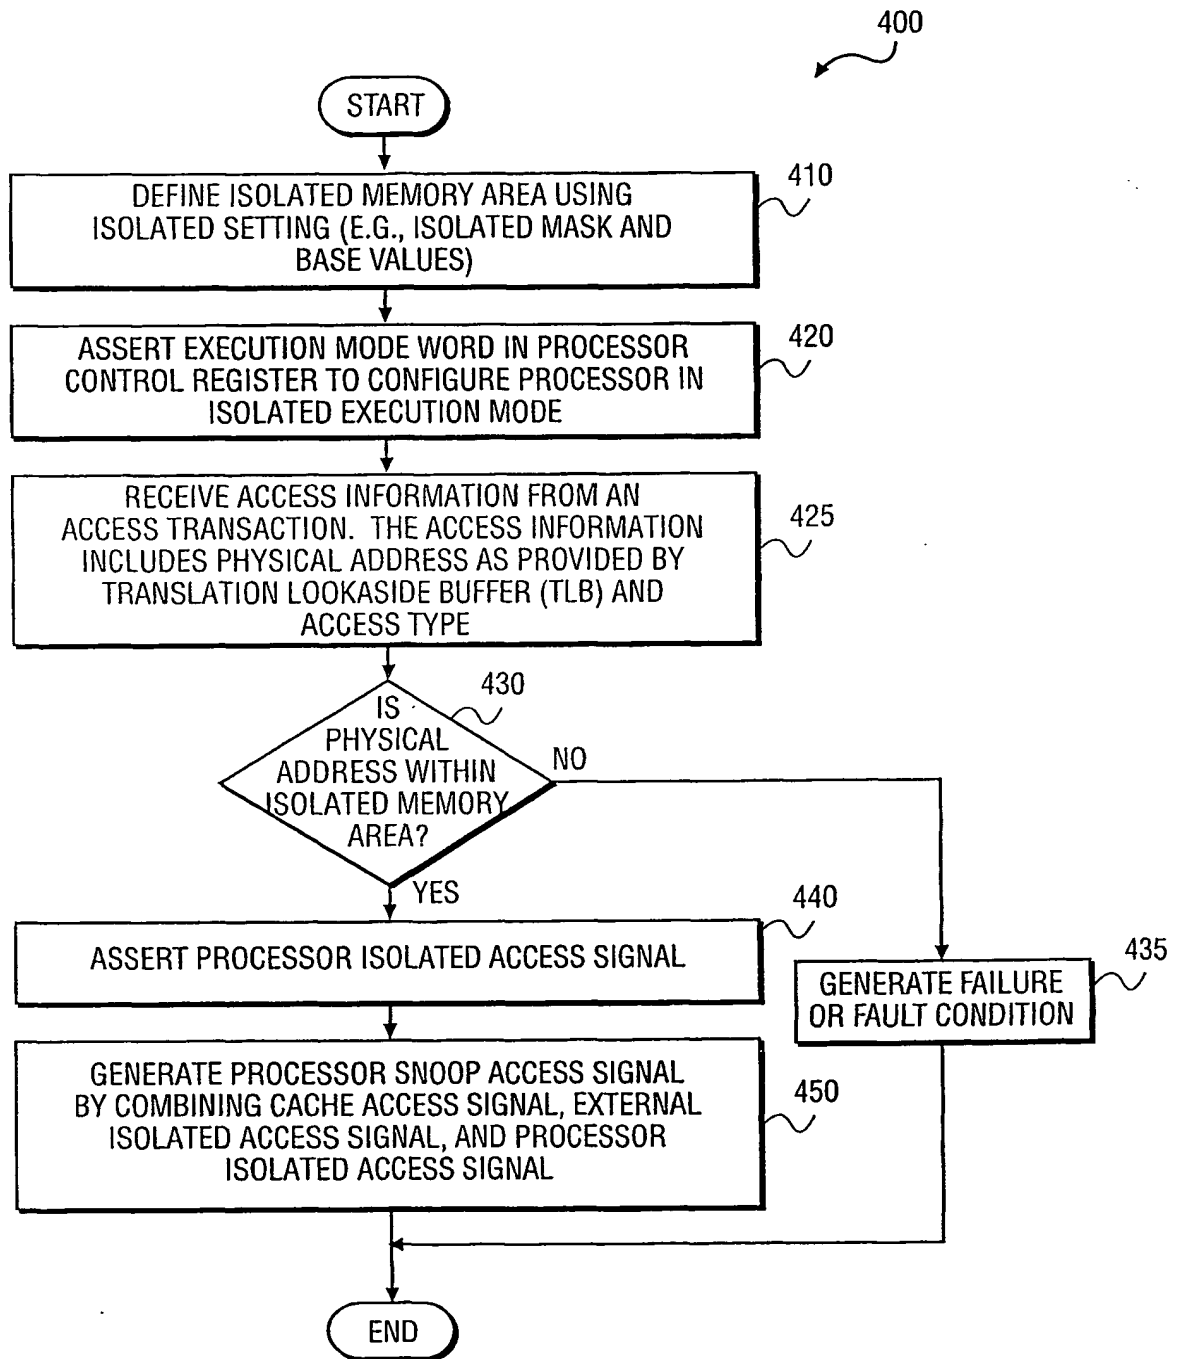 400
START
DEFINE ISOLATED MEMORY AREA USING
ISOLATED SETTING (E.G., ISOLATED MASK AND
BASE VALUES)
410
ASSERT EXECUTION MODE WORD IN PROCESSOR
CONTROL REGISTER TO CONFIGURE PROCESSOR IN
ISOLATED EXECUTION MODE
420
RECEIVE ACCESS INFORMATION FROM AN
ACCESS TRANSACTION. THE ACCESS INFORMATION
INCLUDES PHYSICAL ADDRESS AS PROVIDED BY
TRANSLATION LOOKASIDE BUFFER (TLB) AND
ACCESS TYPE
425
IS
PHYSICAL
ADDRESS WITHIN
ISOLATED MEMORY
AREA?
430
NO
YES
ASSERT PROCESSOR ISOLATED ACCESS SIGNAL
440
GENERATE FAILURE
OR FAULT CONDITION
435
GENERATE PROCESSOR SNOOP ACCESS SIGNAL
BY COMBINING CACHE ACCESS SIGNAL, EXTERNAL
ISOLATED ACCESS SIGNAL, AND PROCESSOR
ISOLATED ACCESS SIGNAL
450
END